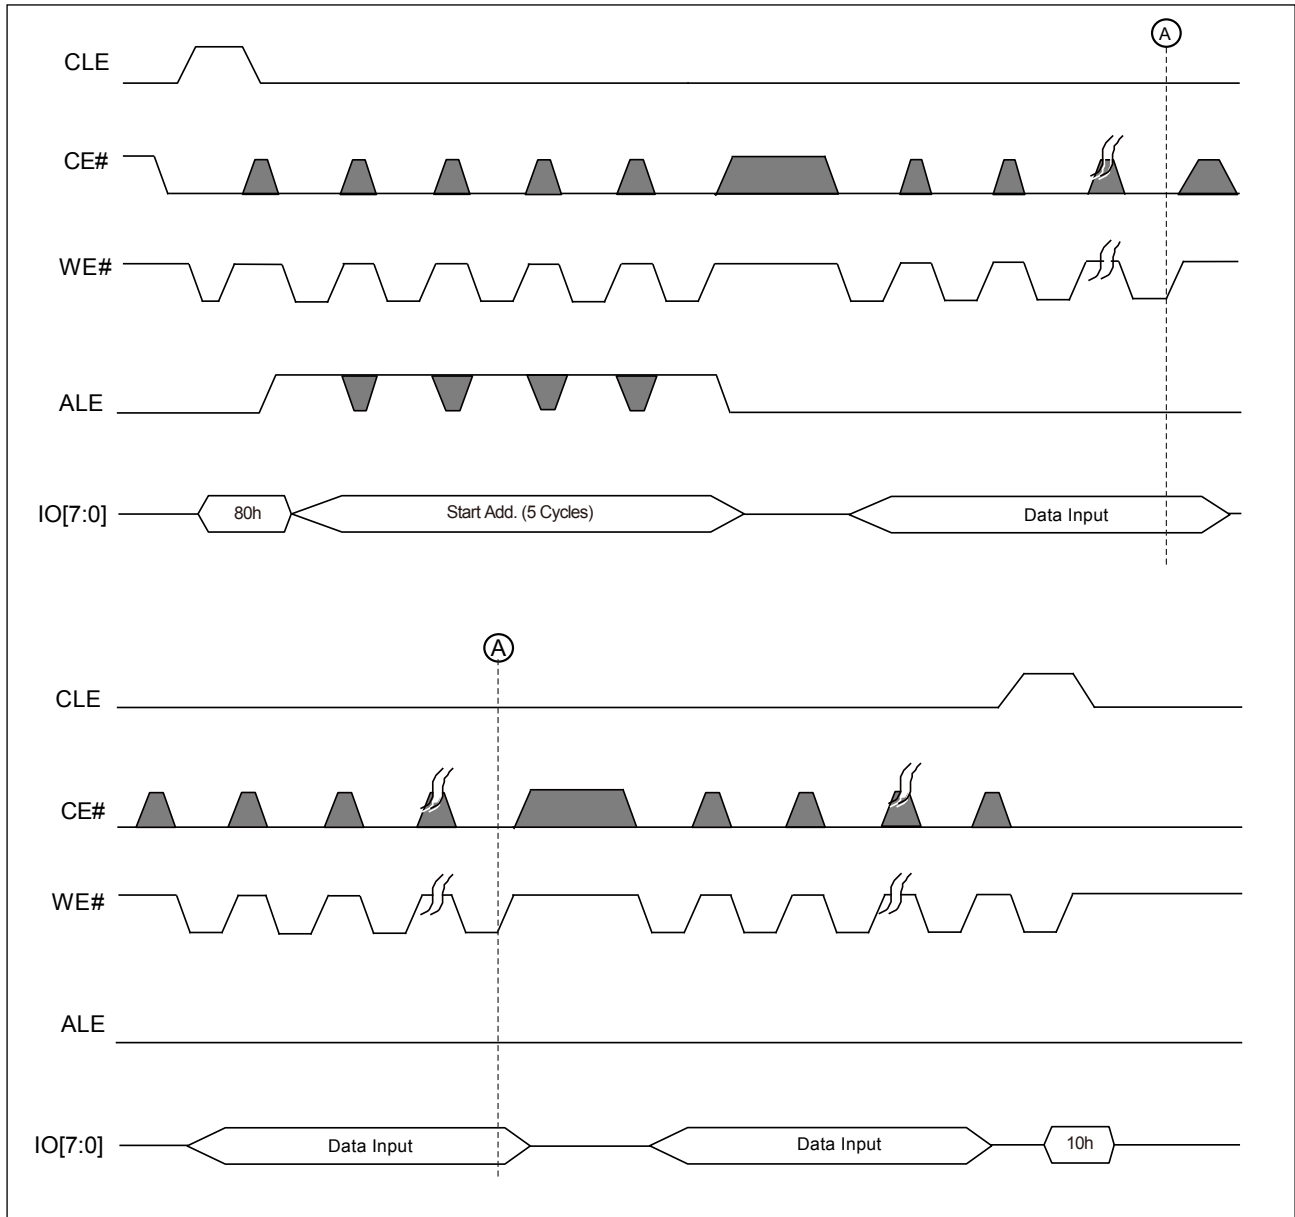 A
CLE
CE#
WE#
ALE
IO[7:0]
80h
Start Add. (5 Cycles)
Data Input
A
CLE
CE#
WE#
ALE
IO[7:0]
Data Input
Data Input
10h